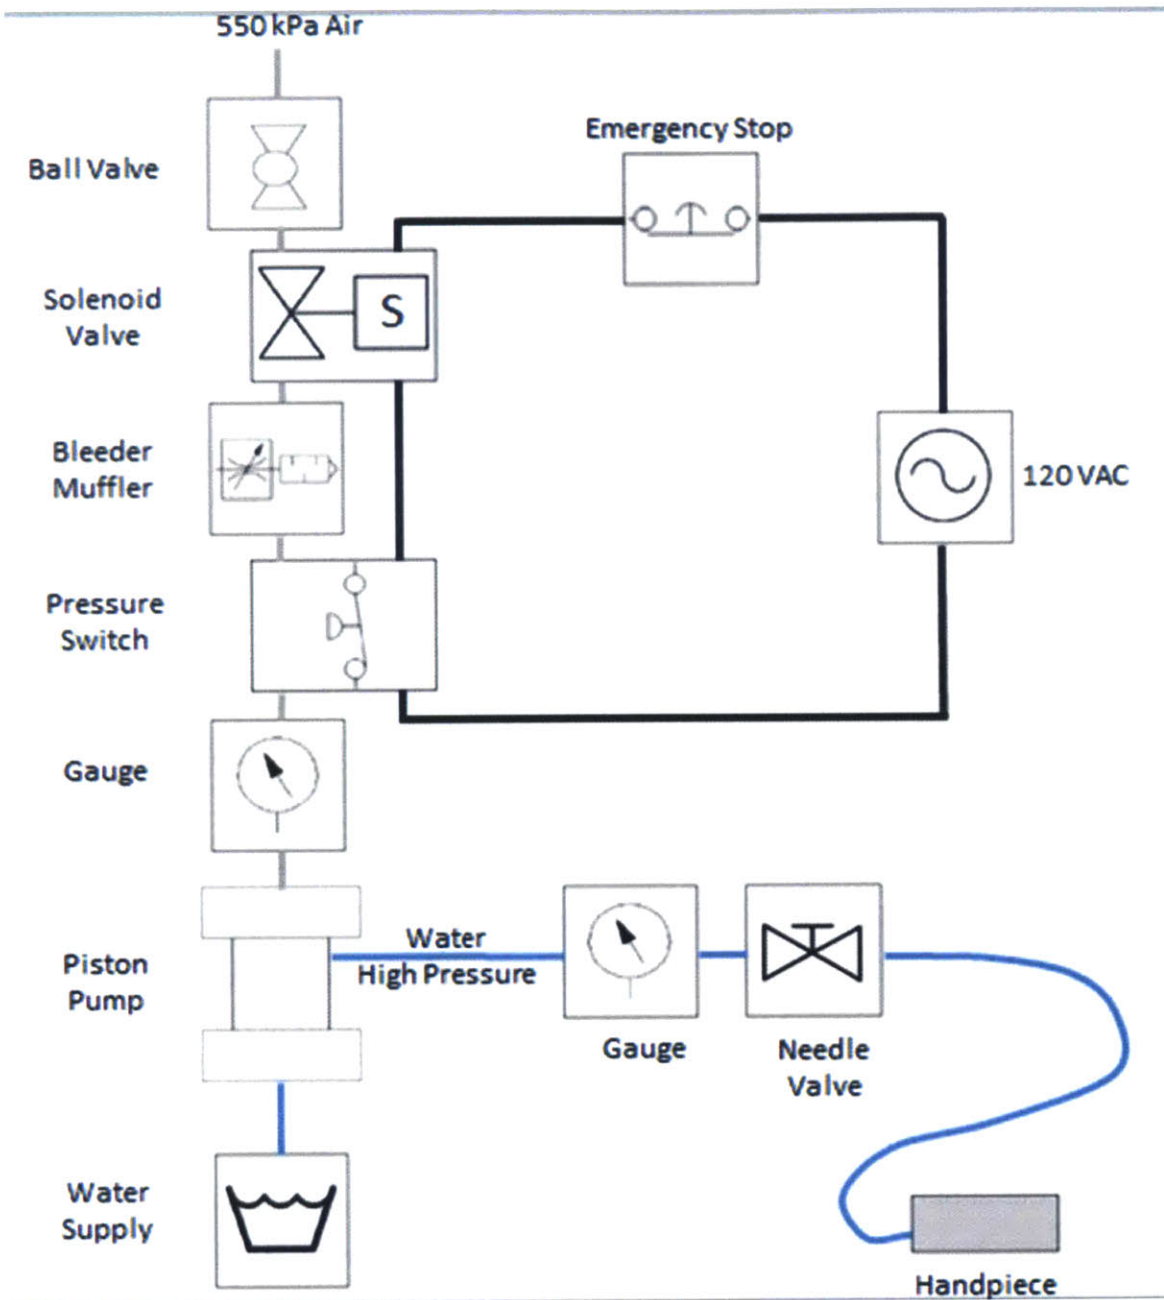 550 kPa Air
Emergency Stop
Ball Valve
Solenoid
Valve
S
Bleeder
Muffler
120 VAC
Pressure
Switch
Gauge
Water
High Pressure
Piston
Pump
Gauge
Needle
Valve
Water
Supply
Handpiece